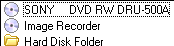 SONY DVD RW DRU-500A
Image Recorder
Hard Disk Folder